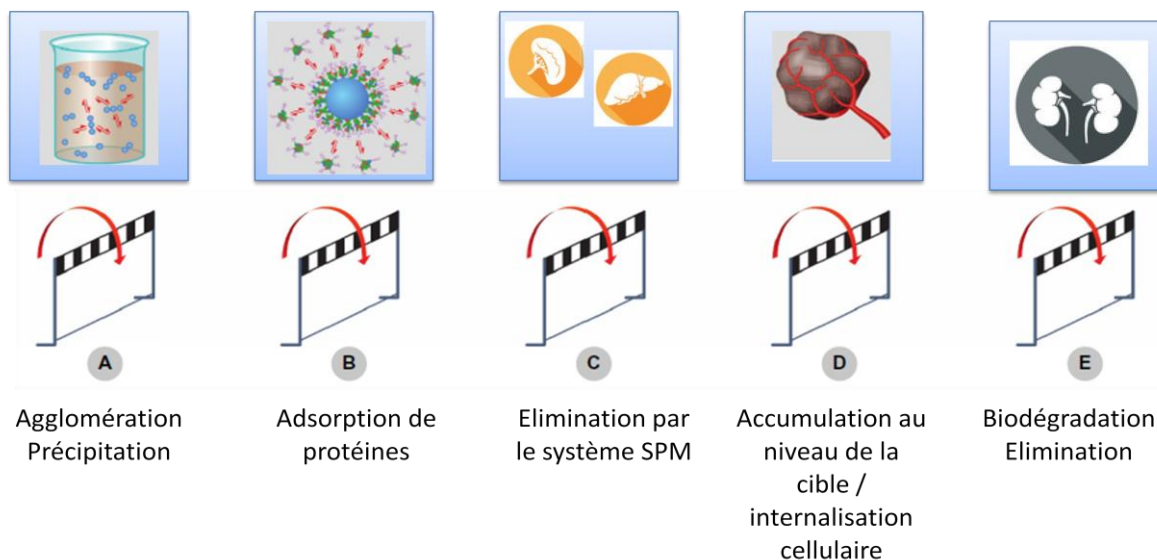 A
B
C
D
E
Agglomération
Précipitation
Adsorption de
protéines
Elimination par
le système SPM
Accumulation au
niveau de la
cible /
internalisation
cellulaire
Biodégradation
Elimination